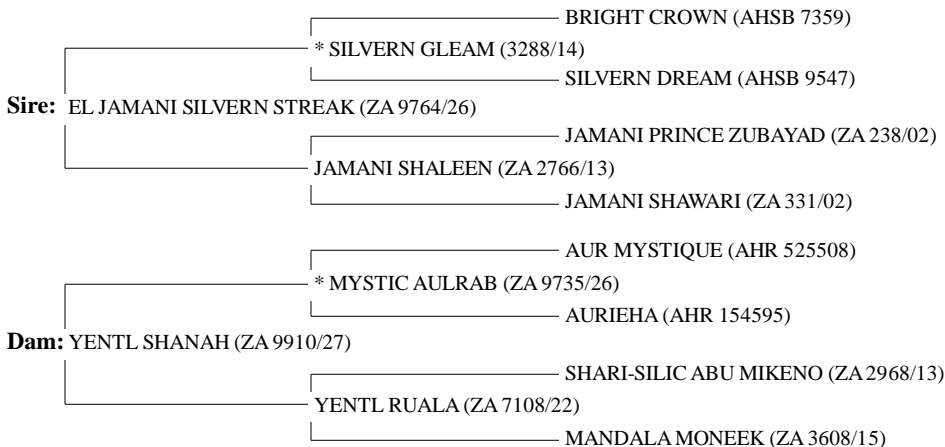 BRIGHT CROWN (AHSB 7359)
* SILVERN GLEAM (3288/14)
SILVERN DREAM (AHSB 9547)
Sire: EL JAMANI SILVERN STREAK (ZA 9764/26)
JAMANI PRINCE ZUBAYAD (ZA 238/02)
JAMANI SHALEEN (ZA 2766/13)
JAMANI SHAWARI (ZA 331/02)
AUR MYSTIQUE (AHR 525508)
* MYSTIC AULRAB (ZA 9735/26)
AURIEHA (AHR 154595)
Dam: YENTL SHANAH (ZA 9910/27)
SHARI-SILIC ABU MIKENO (ZA 2968/13)
YENTL RUALA (ZA 7108/22)
MANDALA MONEEK (ZA 3608/15)